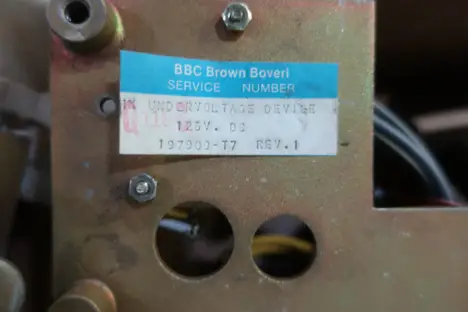 BBC Brown Boveri
SERVICE NUMBER
UNDERVOLTAGE DEVICE
125V. DC
REV.1